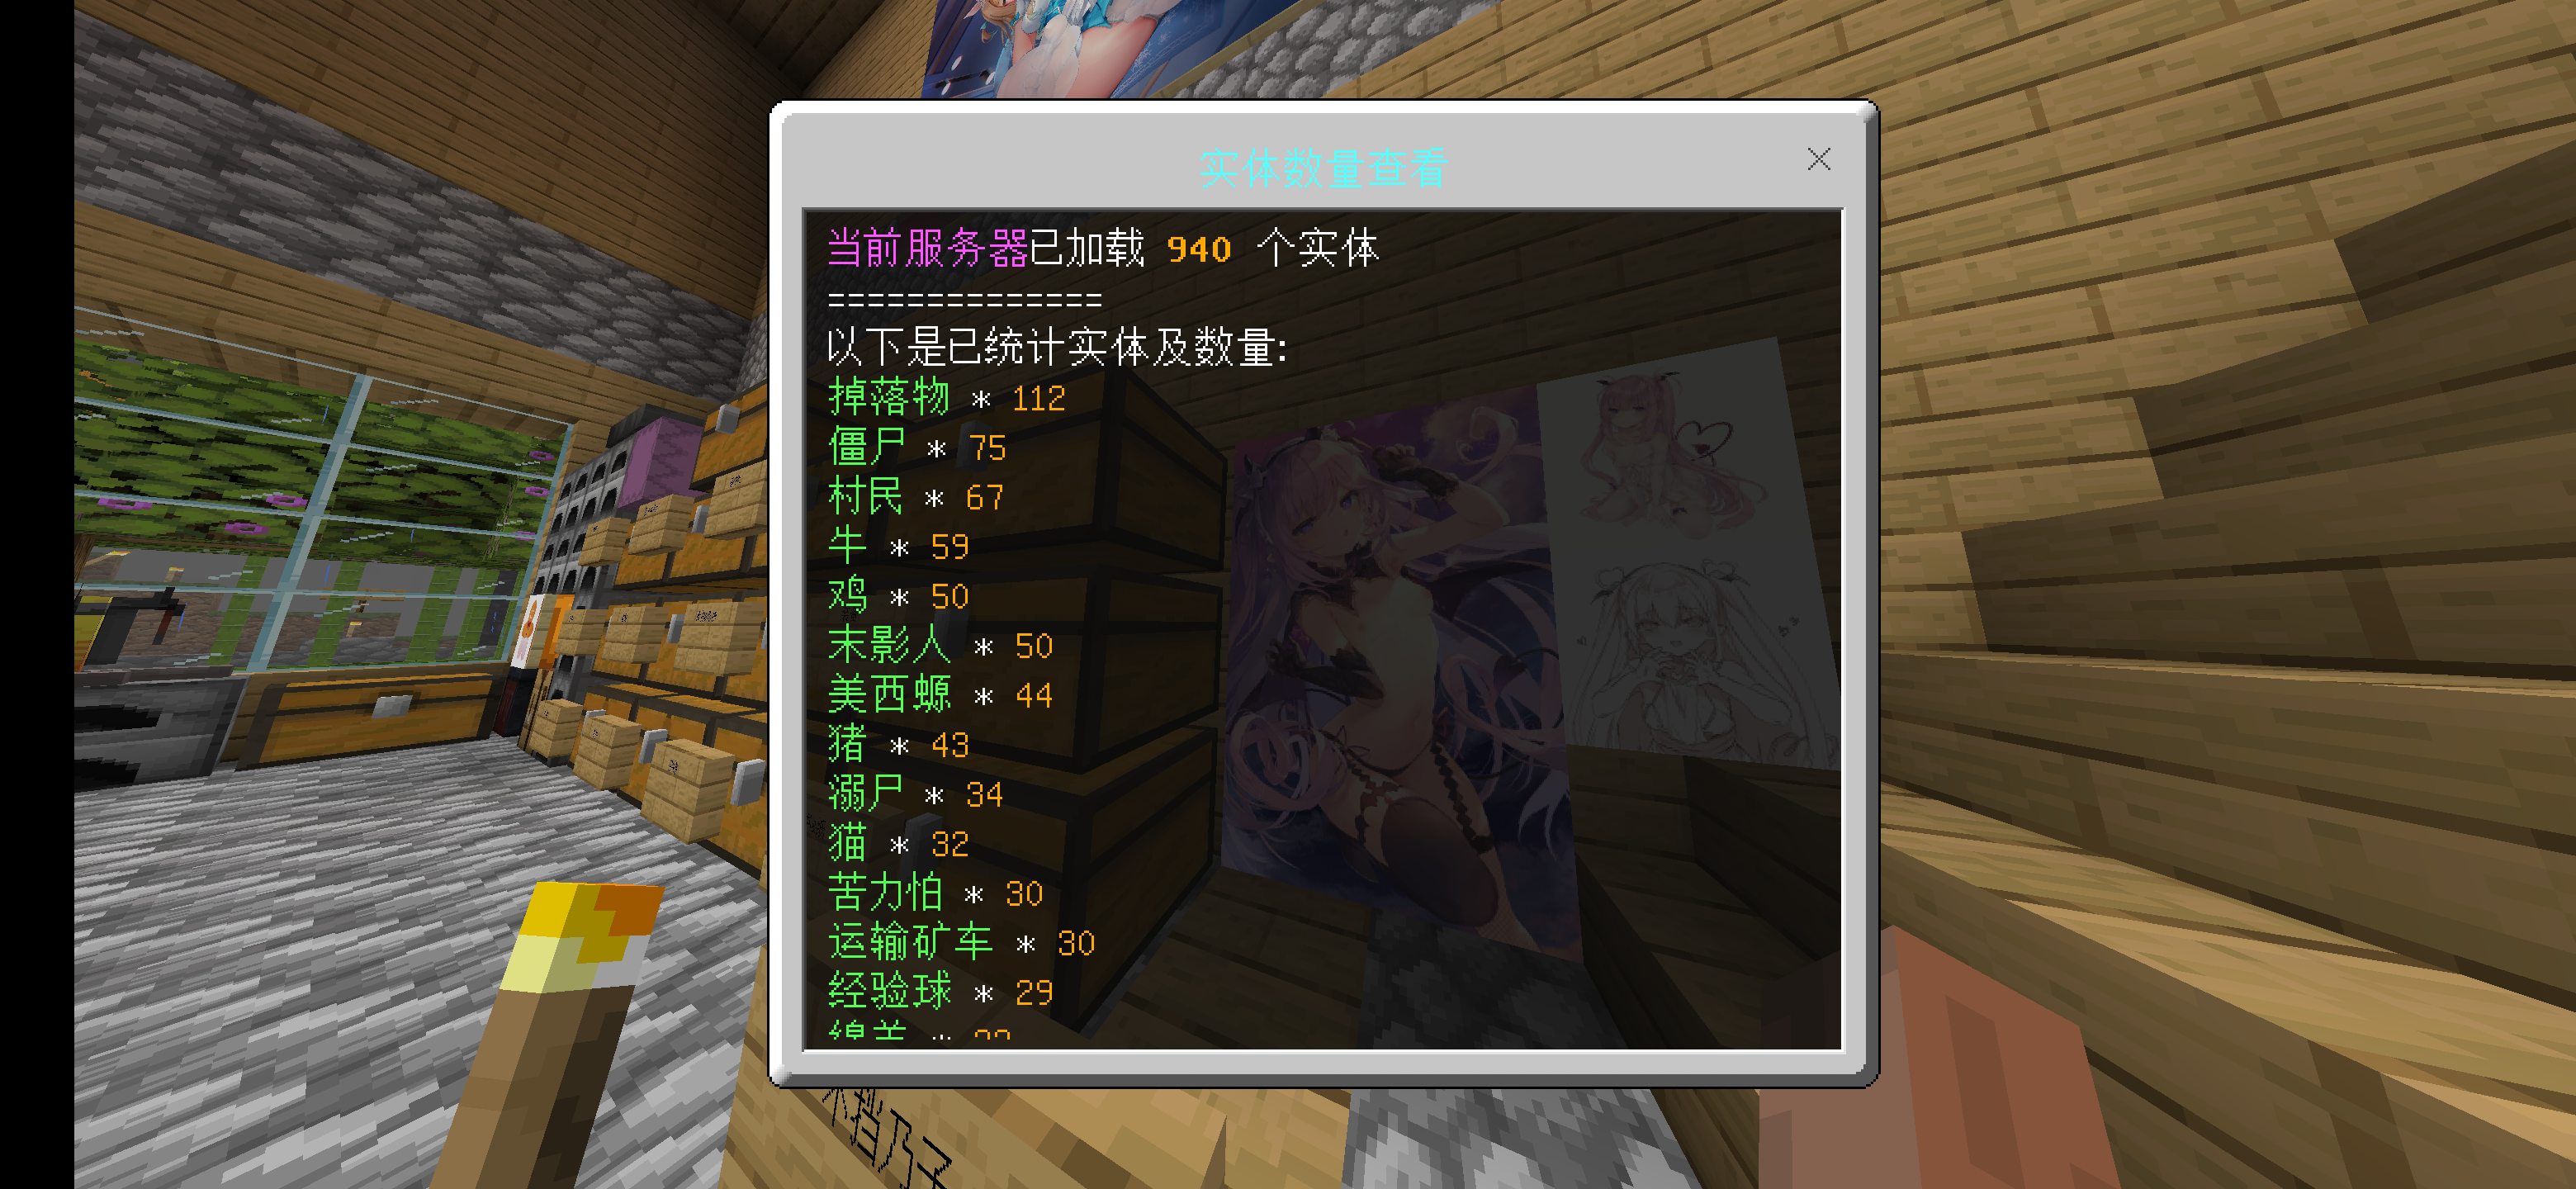 实体数量查看
当前服务器已加载 940 个实体
==============
以下是已统计实体及数量:
掉落物 * 112
僵尸 * 75
村民 * 67
牛 * 59
鸡 * 50
末影人 * 50
美西螈 * 44
猪 * 43
溺尸 * 34
猫 * 32
苦力怕 * 30
运输矿车 * 30
经验球 * 29